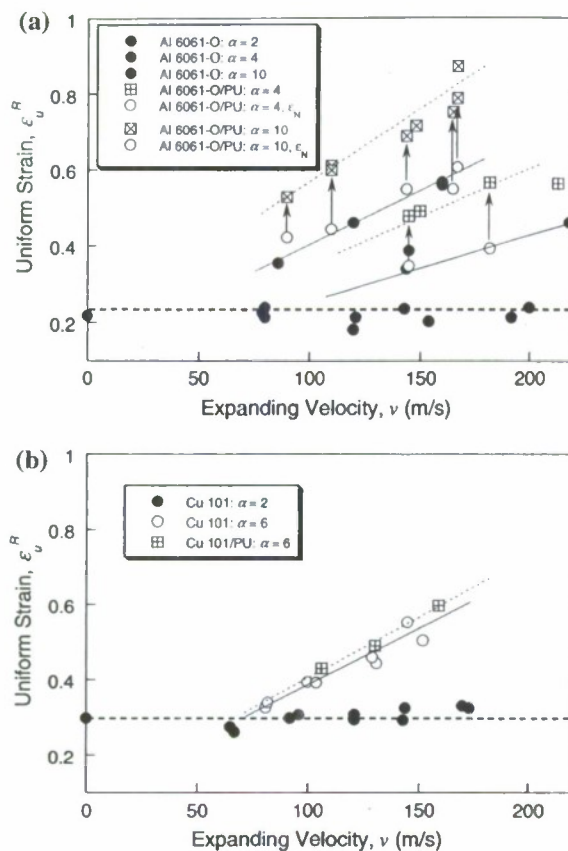 (a)
1
0.8
0.6
0.4
0.2
Uniform Strain, εᵤᴿ
Al 6061-O: α = 2
Al 6061-O: α = 4
Al 6061-O: α = 10
Al 6061-O/PU: α = 4
Al 6061-O/PU: α = 4, ε_N
Al 6061-O/PU: α = 10
Al 6061-O/PU: α = 10, ε_N
0 50 100 150 200
Expanding Velocity, v (m/s)
(b)
1
0.8
0.6
0.4
0.2
Uniform Strain, εᵤᴿ
Cu 101: α = 2
Cu 101: α = 6
Cu 101/PU: α = 6
0 50 100 150 200
Expanding Velocity, v (m/s)